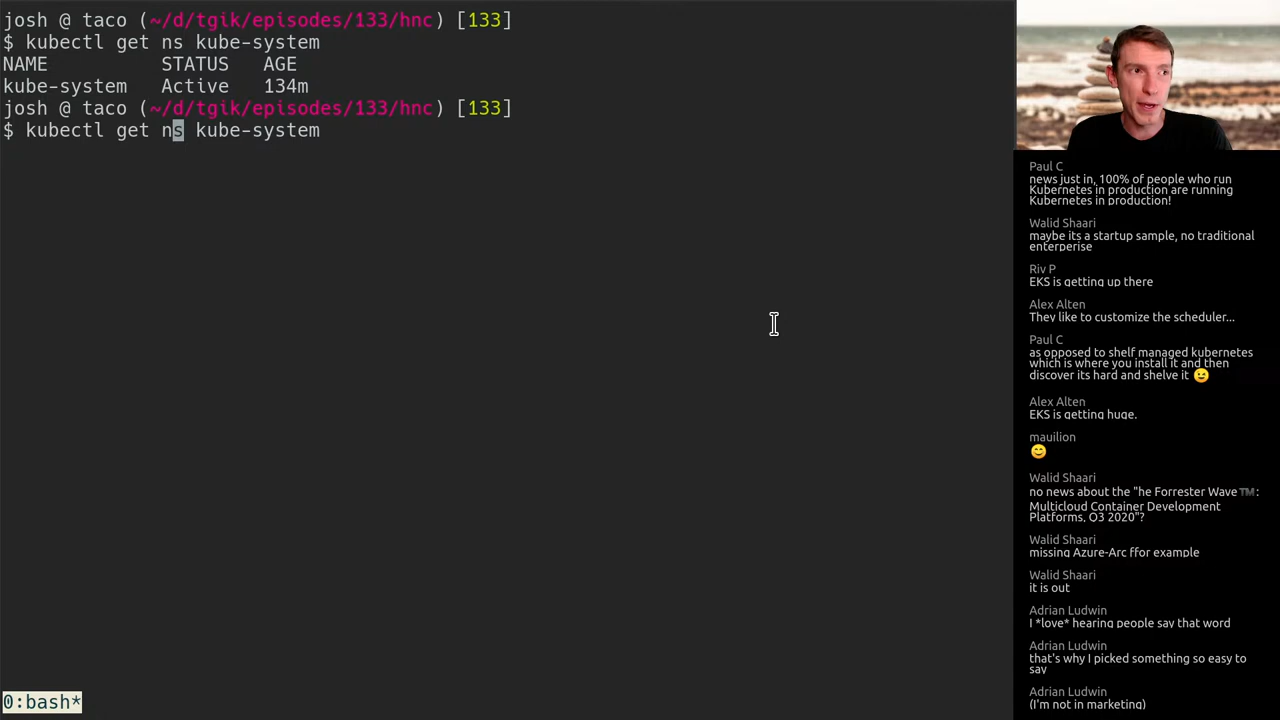 josh @ taco (~/d/tgik/episodes/133/hnc) [133]
$ kubectl get ns kube-system
NAME STATUS AGE
kube-system Active 134m
josh @ taco (~/d/tgik/episodes/133/hnc) [133]
$ kubectl get ns kube-system
0:bash*
Paul C
news just in, 100% of people who run
Kubernetes in production are running
Kubernetes in production!
Walid Shaari
maybe its a startup sample, no traditional
enterperise
Riv P
EKS is getting up there
Alex Alten
They like to customize the scheduler...
Paul C
as opposed to shelf managed kubernetes
which is where you install it and then
discover its hard and shelve it 😉
Alex Alten
EKS is getting huge.
mauilion
😊
Walid Shaari
no news about the "he Forrester Wave™️:
Multicloud Container Development
Platforms, Q3 2020"?
Walid Shaari
missing Azure-Arc ffor example
Walid Shaari
it is out
Adrian Ludwin
I *love* hearing people say that word
Adrian Ludwin
that's why I picked something so easy to
say
Adrian Ludwin
(I'm not in marketing)